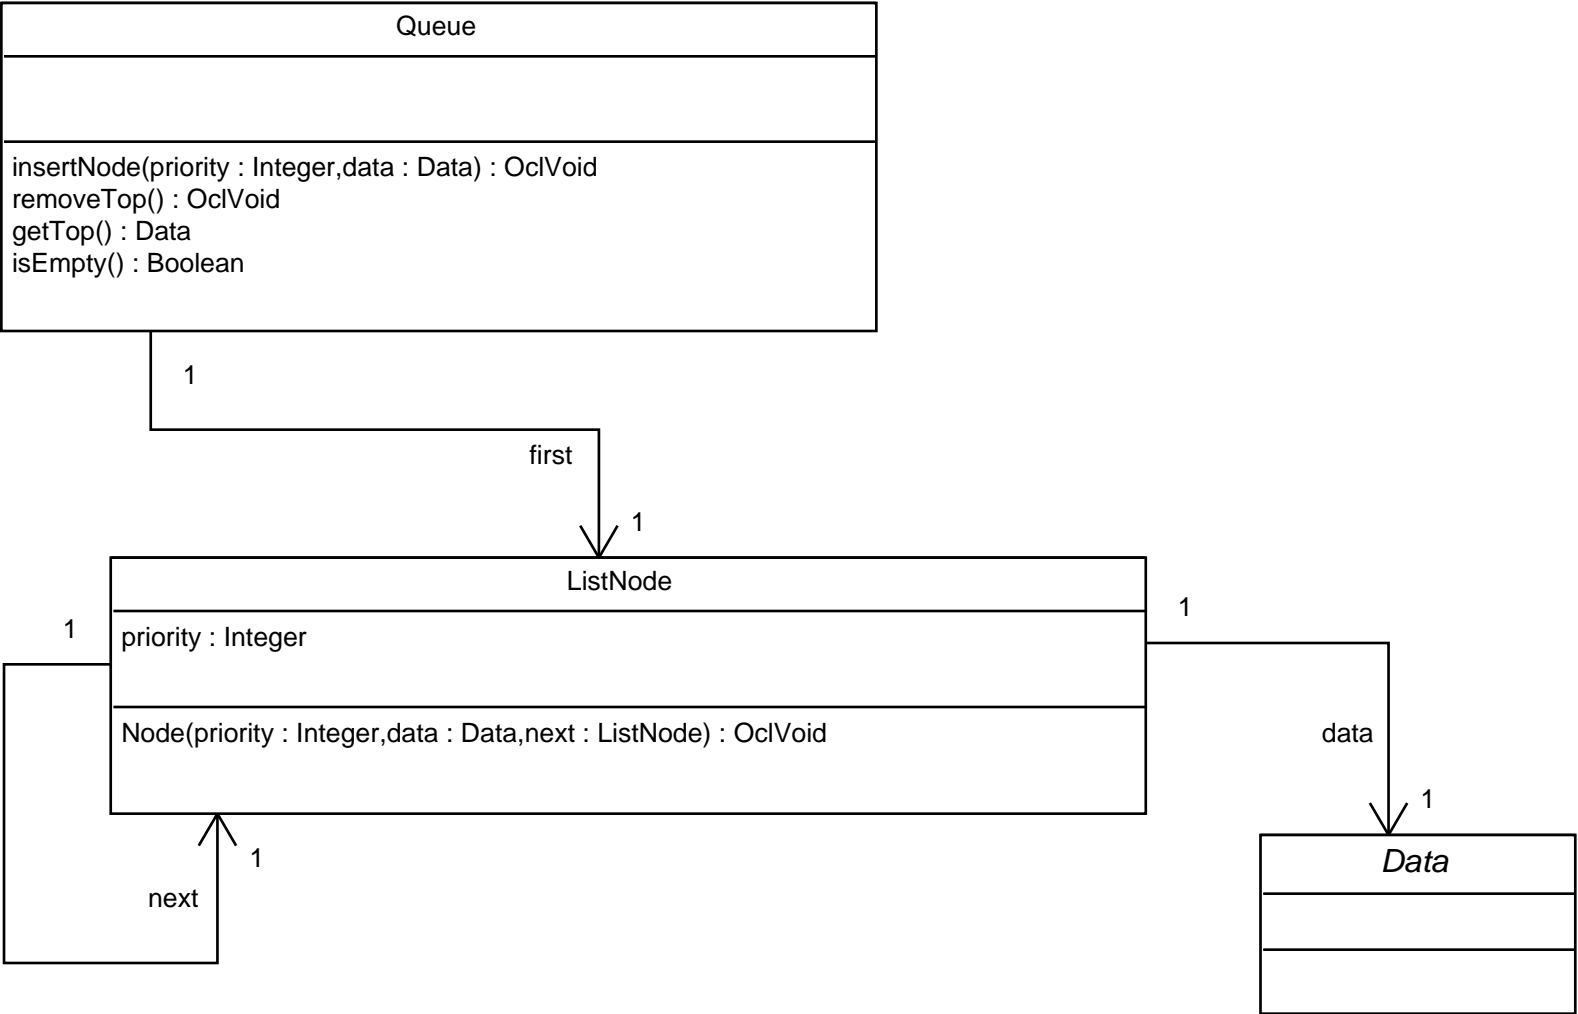 Queue
insertNode(priority : Integer,data : Data) : OclVoid
removeTop() : OclVoid
getTop() : Data
isEmpty() : Boolean
1
first
1
ListNode
1
1
priority : Integer
Node(priority : Integer,data : Data,next : ListNode) : OclVoid
data
1
1
Data
next